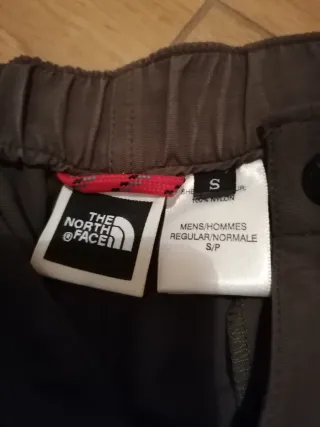 THE
NORTH
FACE
®
S
100% NYLON
MENS/HOMMES
REGULAR/NORMALE
S/P